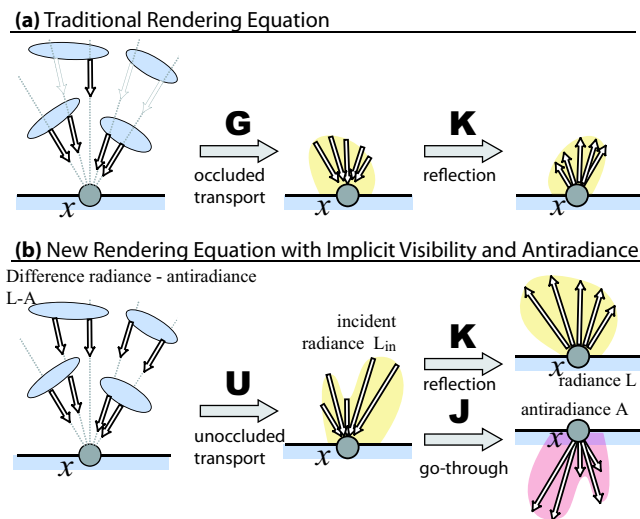 (a) Traditional Rendering Equation
G
K
occluded
transport
reflection
x
x
x
(b) New Rendering Equation with Implicit Visibility and Antiradiance
Difference radiance - antiradiance
L-A
incident
radiance Lin
U
K
unoccluded
transport
reflection
x
radiance L
J
antiradiance A
go-through
x
x
x